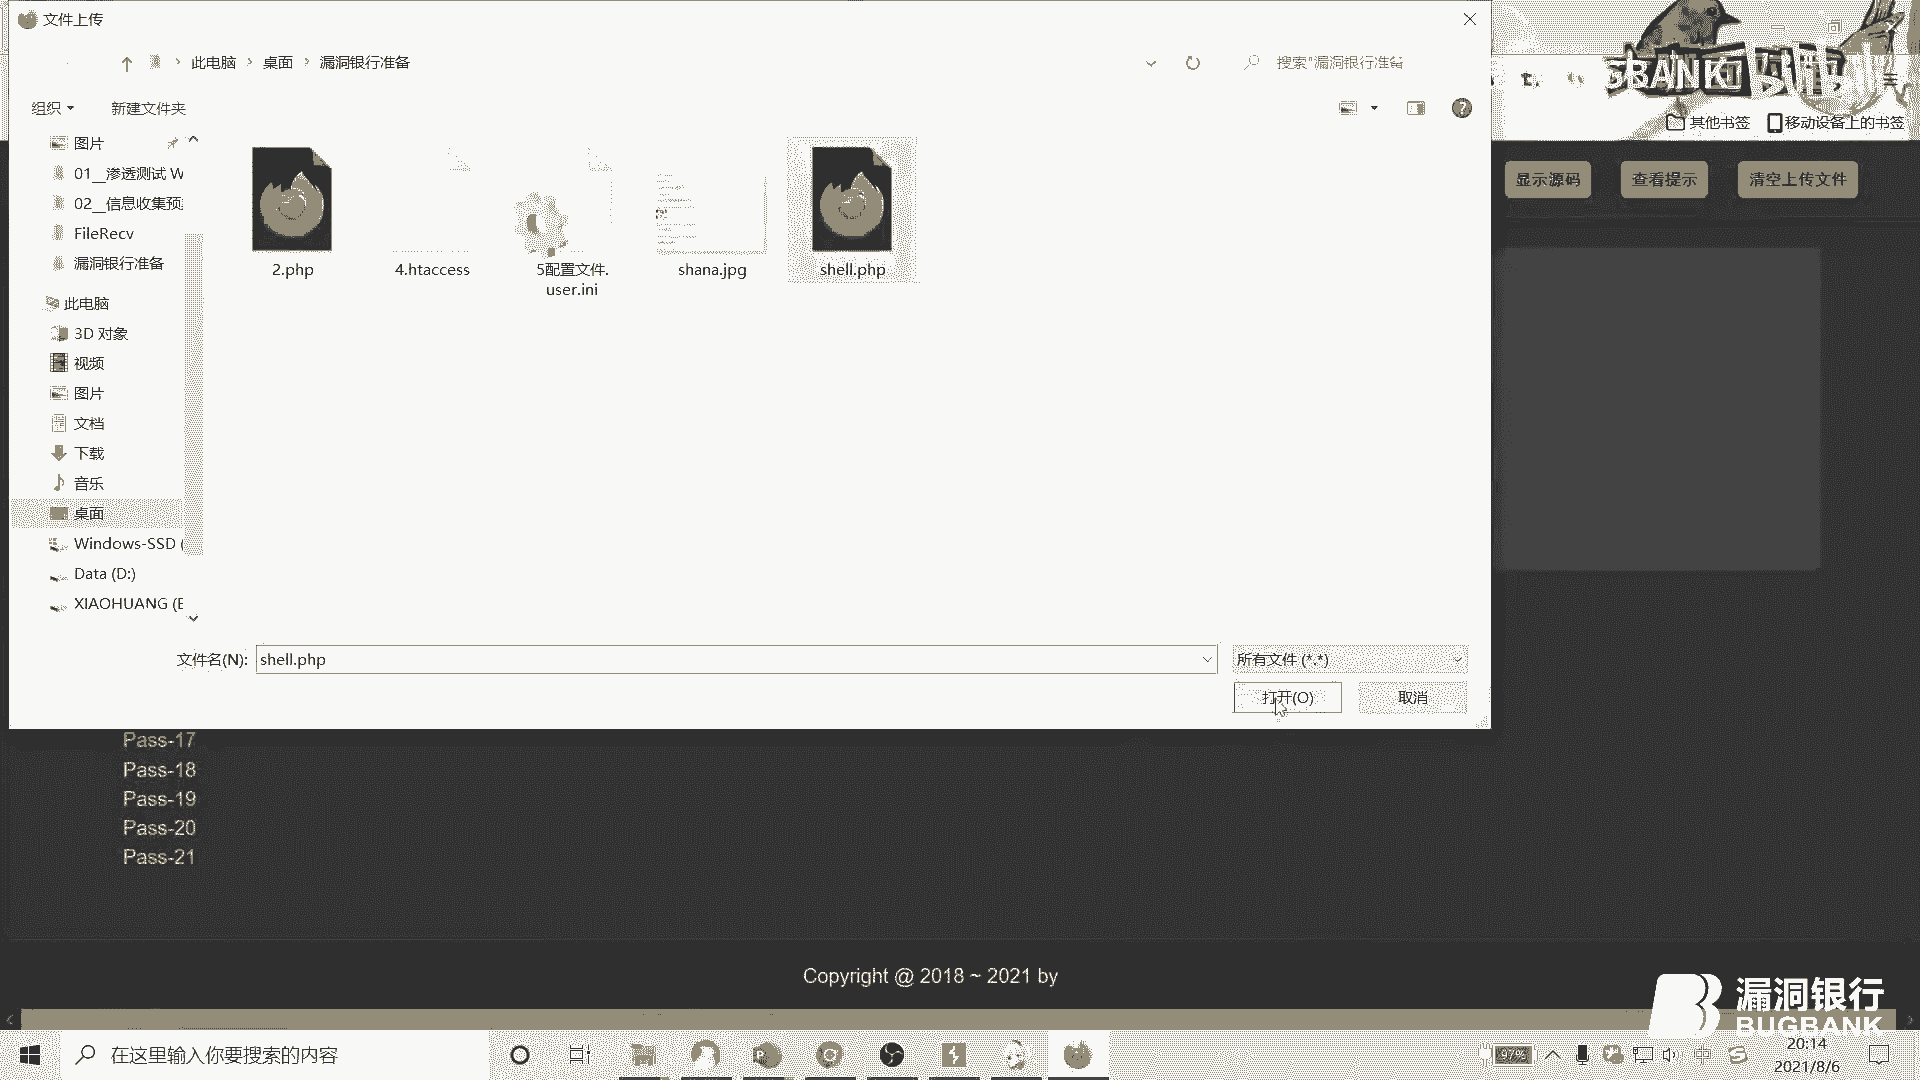 文件上传
此电脑 › 桌面 › 漏洞银行准备
搜索"漏洞银行准备
BANK
组织
新建文件夹
其他书签
移动设备上的书签
图片
01__渗透测试 W
02__信息收集预
FileRecv
漏洞银行准备
此电脑
3D 对象
视频
图片
文档
下载
音乐
桌面
Windows-SSD (
Data (D:)
XIAOHUANG (E
2.php
4.htaccess
5配置文件.
user.ini
shana.jpg
shell.php
显示源码
查看提示
清空上传文件
文件名(N):
shell.php
所有文件 (*.*)
打开(O)
取消
Pass-17
Pass-18
Pass-19
Pass-20
Pass-21
Copyright @ 2018 ~ 2021 by
漏洞银行
BUGBANK
在这里输入你要搜索的内容
97%
中
20:14
2021/8/6